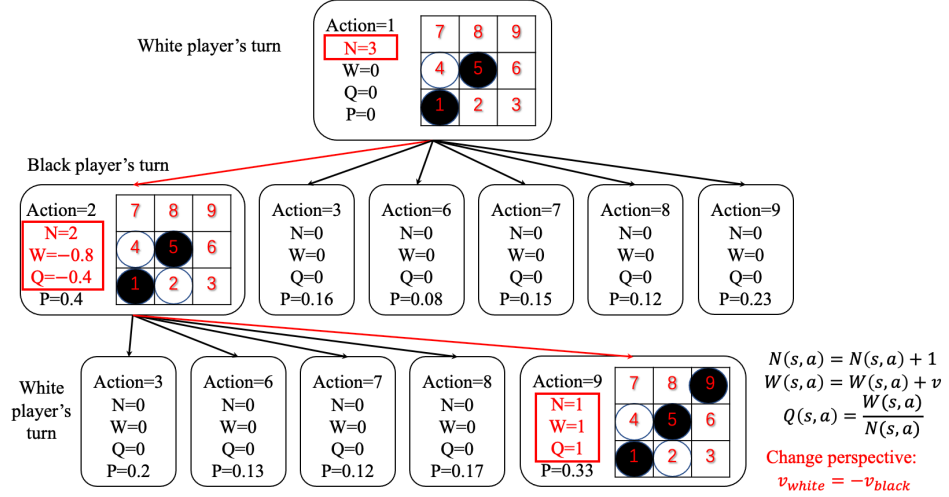 White player's turn
Action=1
N=3
W=0
Q=0
P=0
7 8 9
4 5 6
1 2 3
Black player's turn
Action=2
N=2
W=−0.8
Q=−0.4
P=0.4
7 8 9
4 5 6
1 2 3
Action=3
N=0
W=0
Q=0
P=0.16
Action=6
N=0
W=0
Q=0
P=0.08
Action=7
N=0
W=0
Q=0
P=0.15
Action=8
N=0
W=0
Q=0
P=0.12
Action=9
N=0
W=0
Q=0
P=0.23
White
player's
turn
Action=3
N=0
W=0
Q=0
P=0.2
Action=6
N=0
W=0
Q=0
P=0.13
Action=7
N=0
W=0
Q=0
P=0.12
Action=8
N=0
W=0
Q=0
P=0.17
Action=9
N=1
W=1
Q=1
P=0.33
7 8 9
4 5 6
1 2 3
N(s, a) = N(s, a) + 1
W(s, a) = W(s, a) + v
Q(s, a) = W(s, a) / N(s, a)
Change perspective:
v_white = −v_black